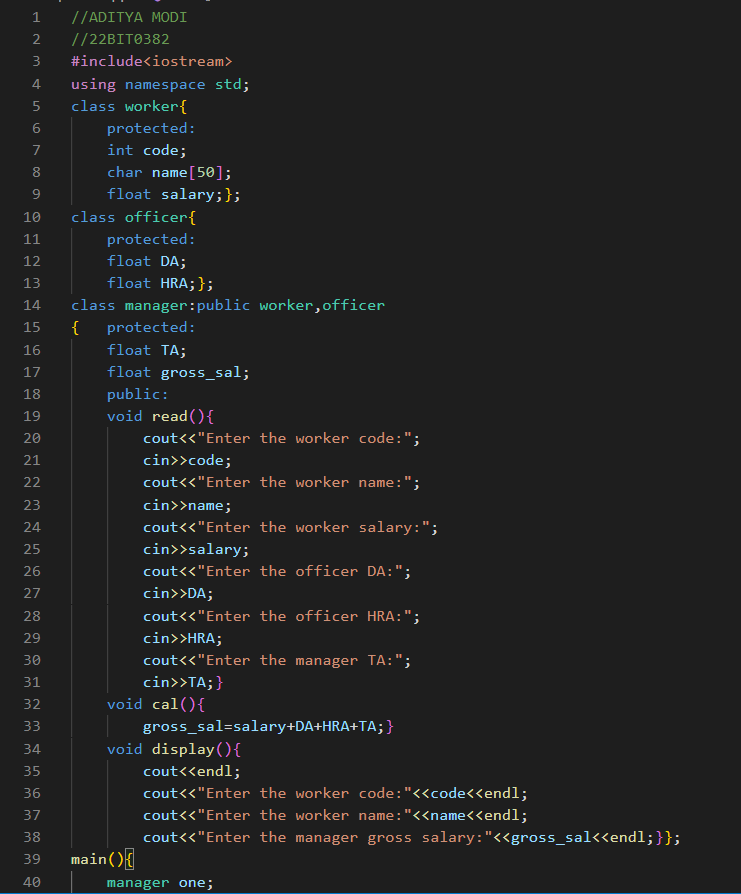 1 //ADITYA MODI
2 //22BIT0382
3 #include<iostream>
4 using namespace std;
5 class worker{
6 protected:
7 int code;
8 char name[50];
9 float salary;};
10 class officer{
11 protected:
12 float DA;
13 float HRA;};
14 class manager:public worker,officer
15 { protected:
16 float TA;
17 float gross_sal;
18 public:
19 void read(){
20 cout<<"Enter the worker code:";
21 cin>>code;
22 cout<<"Enter the worker name:";
23 cin>>name;
24 cout<<"Enter the worker salary:";
25 cin>>salary;
26 cout<<"Enter the officer DA:";
27 cin>>DA;
28 cout<<"Enter the officer HRA:";
29 cin>>HRA;
30 cout<<"Enter the manager TA:";
31 cin>>TA;}
32 void cal(){
33 gross_sal=salary+DA+HRA+TA;}
34 void display(){
35 cout<<endl;
36 cout<<"Enter the worker code:"<<code<<endl;
37 cout<<"Enter the worker name:"<<name<<endl;
38 cout<<"Enter the manager gross salary:"<<gross_sal<<endl;}};
39 main(){
40 manager one;